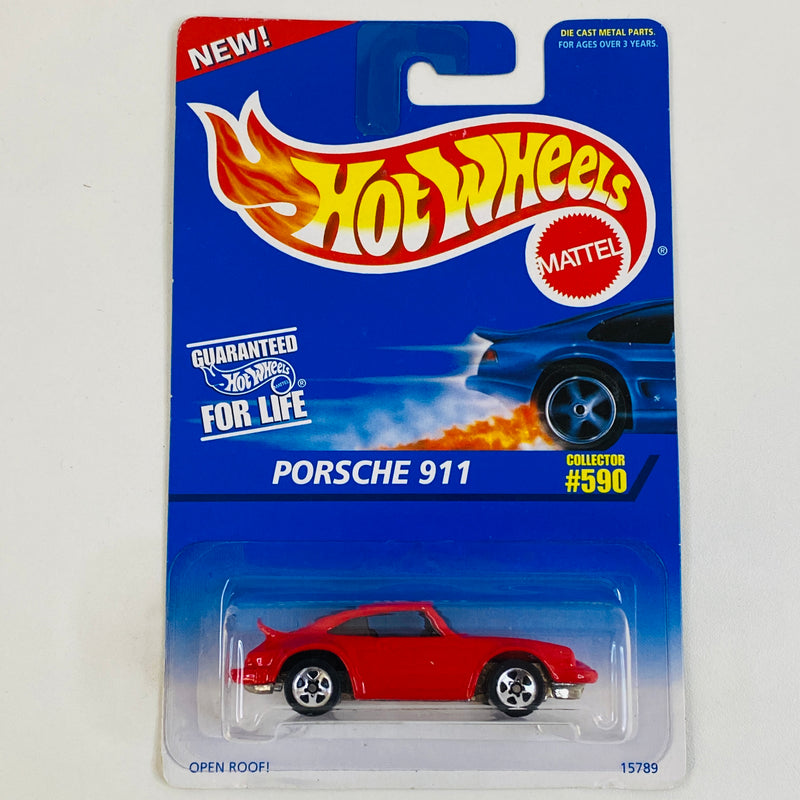 NEW!
DIE CAST METAL PARTS.
FOR AGES OVER 3 YEARS.
HOT WHEELS
MATTEL
®
GUARANTEED
HOT WHEELS
MATTEL
®
FOR LIFE
PORSCHE 911
COLLECTOR
#590
OPEN ROOF!
15789